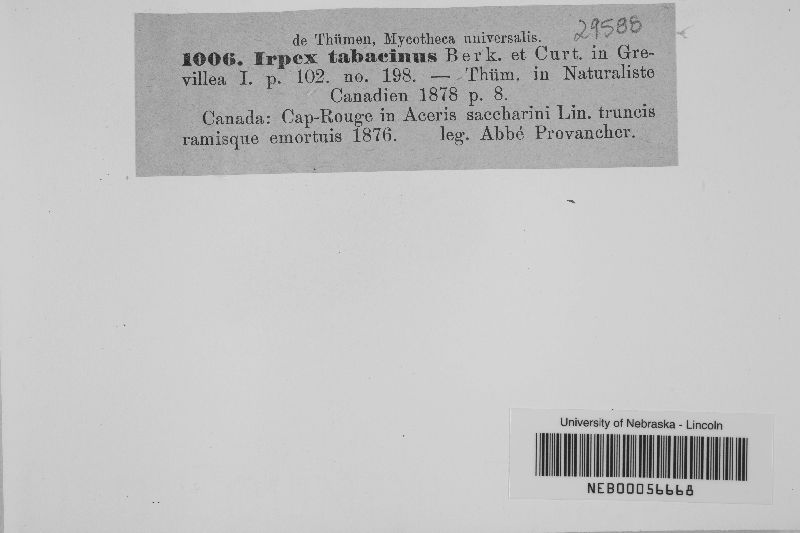 29588
de Thümen, Mycotheca universalis.
1006. Irpex tabacinus Berk. et Curt. in Gre-
villea I. p. 102. no. 198. — Thüm. in Naturaliste
Canadien 1878 p. 8.
Canada: Cap-Rouge in Aceris saccharini Lin. truncis
ramisque emortuis 1876. leg. Abbé Provancher.
University of Nebraska - Lincoln
NEB00056668